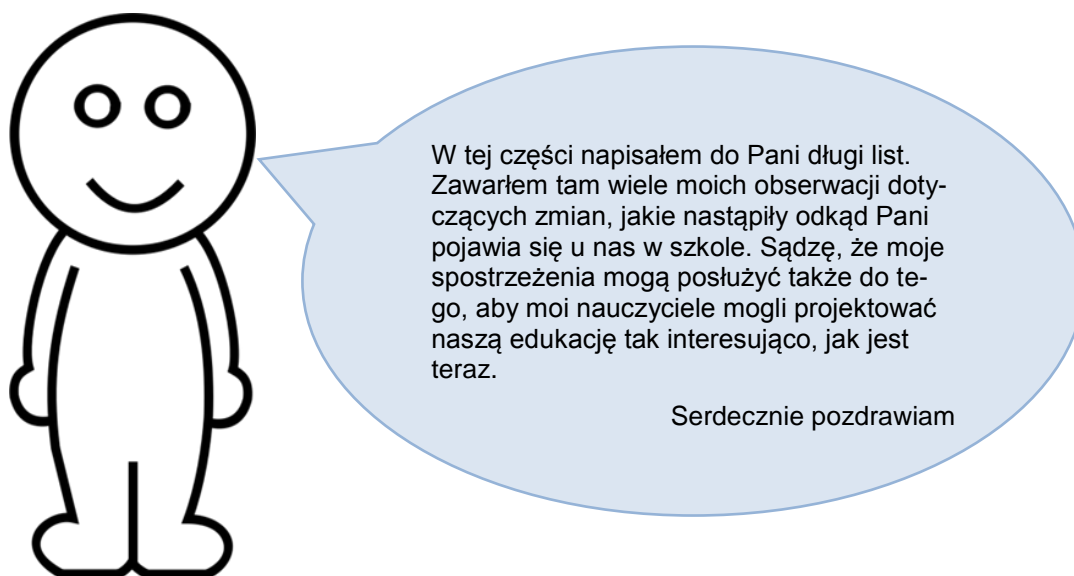 W tej części napisałem do Pani długi list.
Zawarłem tam wiele moich obserwacji doty-
czących zmian, jakie nastąpiły odkąd Pani
pojawia się u nas w szkole. Sądzę, że moje
spostrzeżenia mogą posłużyć także do te-
go, aby moi nauczyciele mogli projektować
naszą edukację tak interesująco, jak jest
teraz.
Serdecznie pozdrawiam